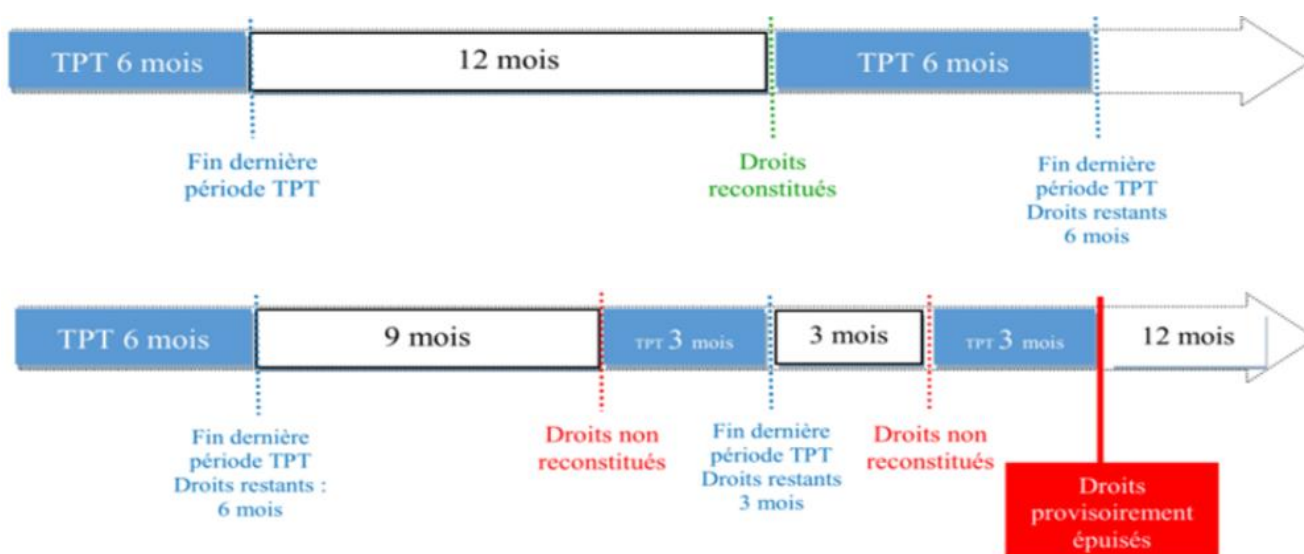 TPT 6 mois
12 mois
TPT 6 mois
Fin dernière
période TPT
Droits
reconstitués
Fin dernière
période TPT
Droits restants
6 mois
TPT 6 mois
9 mois
TPT 3 mois
3 mois
TPT 3 mois
12 mois
Fin dernière
période TPT
Droits restants :
6 mois
Droits non
reconstitués
Fin dernière
période TPT
Droits restants
3 mois
Droits non
reconstitués
Droits
provisoirement
épuisés